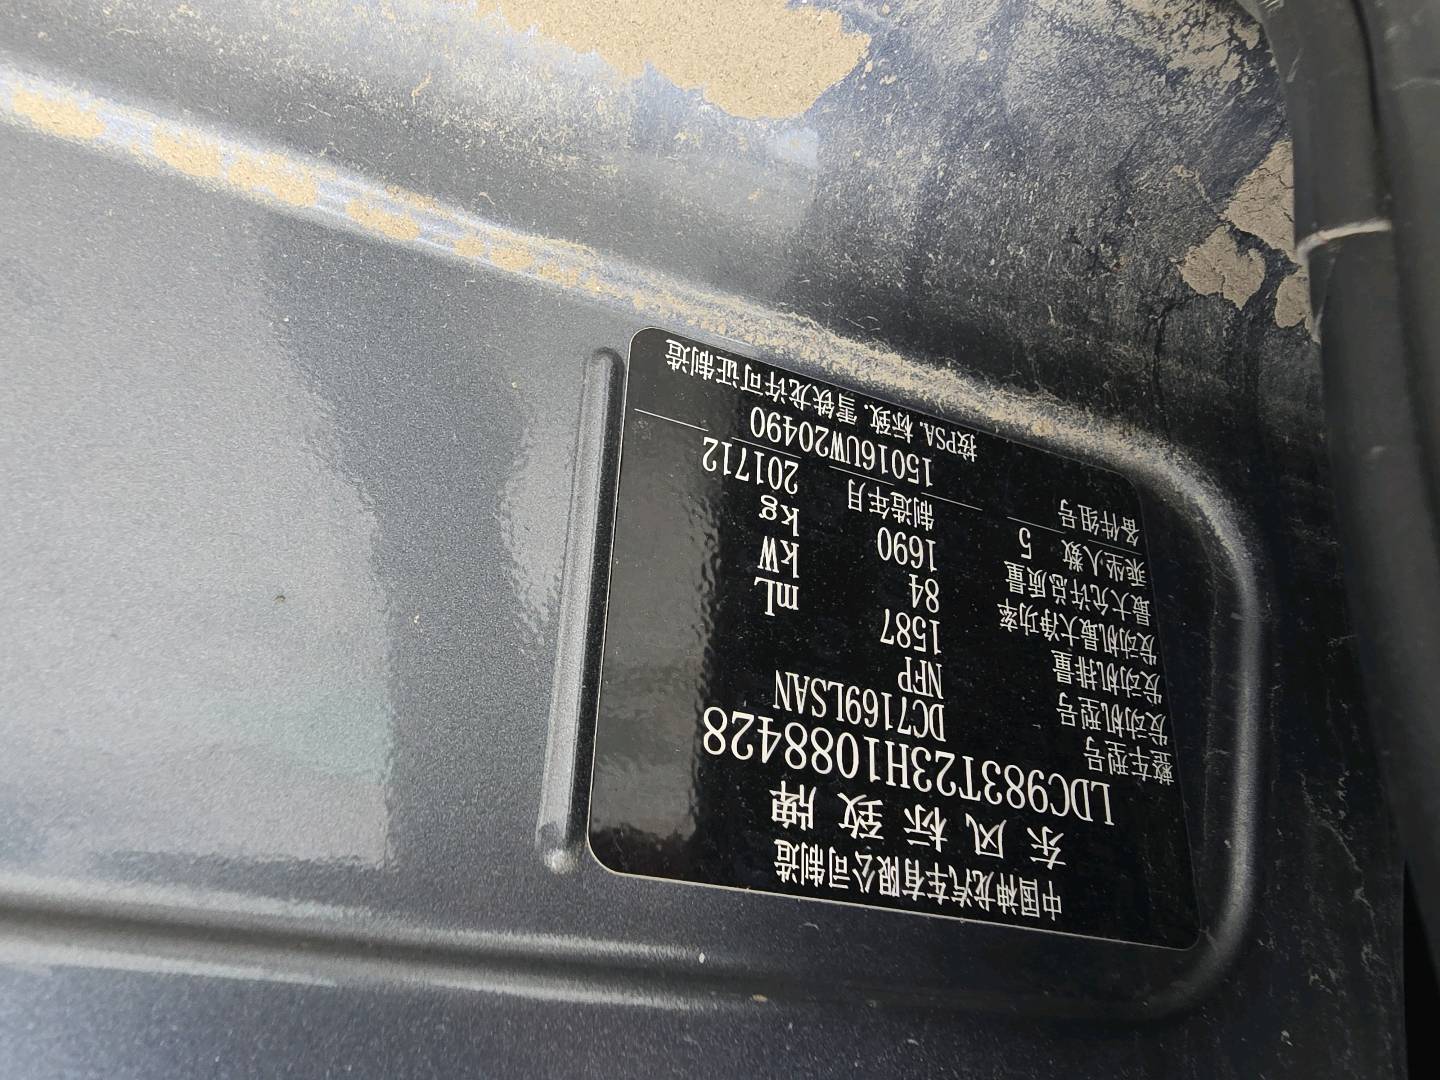 中国神龙汽车有限公司制造
东风标致牌
LDC983T23H1088428
整车型号 DC7169LSAN
发动机型号 NFP
发动机排量 1587 mL
发动机最大净功率 84 kW
最大允许总质量 1690 kg
乘坐人数 5 制造年月 201712
备件组号 15016UW20490
按PSA.标致.雪铁龙许可证制造